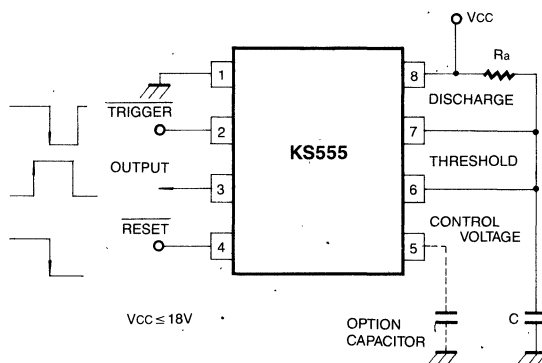 VCC
Ra
1
8
DISCHARGE
TRIGGER
2
7
KS555
OUTPUT
THRESHOLD
3
6
RESET
CONTROL
VOLTAGE
4
5
VCC ≤ 18V
OPTION
CAPACITOR
C